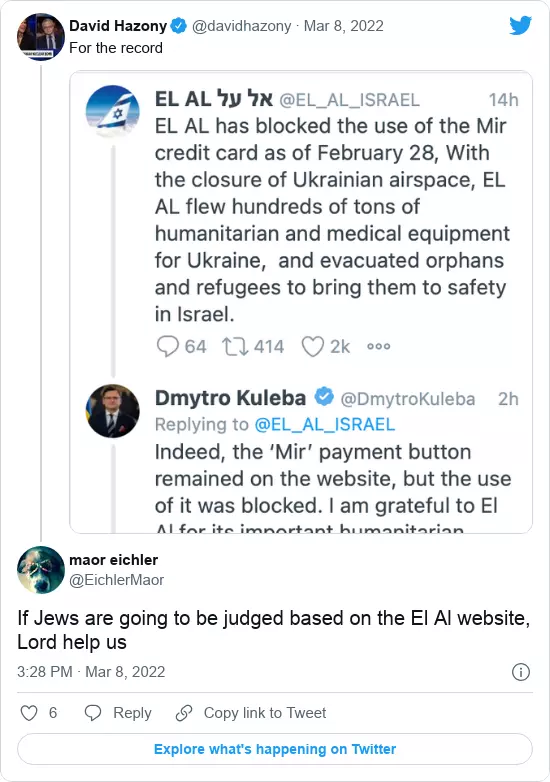 David Hazony @davidhazony · Mar 8, 2022
For the record
EL AL אל על @EL_AL_ISRAEL 14h
EL AL has blocked the use of the Mir
credit card as of February 28, With
the closure of Ukrainian airspace, EL
AL flew hundreds of tons of
humanitarian and medical equipment
for Ukraine, and evacuated orphans
and refugees to bring them to safety
in Israel.
64 414 2k
Dmytro Kuleba @DmytroKuleba 2h
Replying to @EL_AL_ISRAEL
Indeed, the ‘Mir’ payment button
remained on the website, but the use
of it was blocked. I am grateful to El
Al for its important humanitarian
maor eichler
@EichlerMaor
If Jews are going to be judged based on the El Al website,
Lord help us
3:28 PM · Mar 8, 2022
6 Reply Copy link to Tweet
Explore what's happening on Twitter